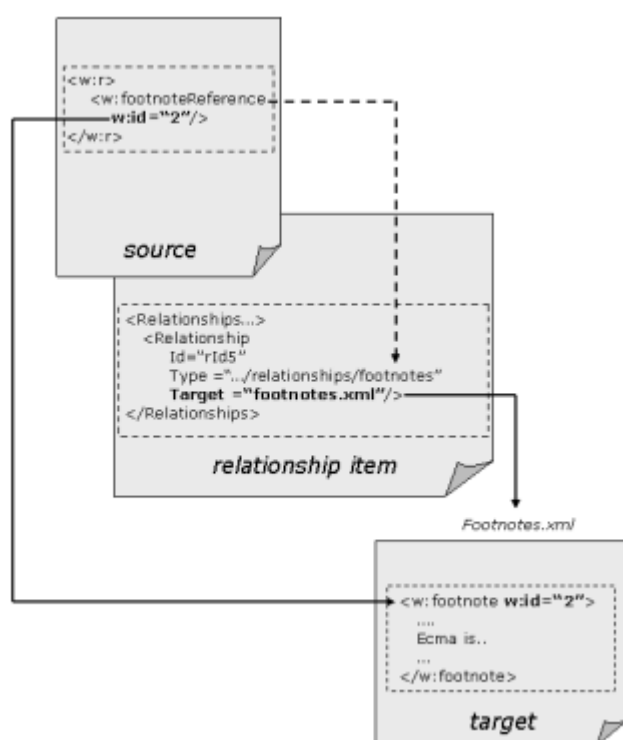 <w:r>
<w:footnoteReference
w:id=“2”/>
</w:r>
source
<Relationships...>
<Relationship
Id=“rId5”
Type =“.../relationships/footnotes”
Target =“footnotes.xml”/>
</Relationships>
relationship item
Footnotes.xml
<w:footnote w:id=“2”>
....
Ecma is..
...
</w:footnote>
target